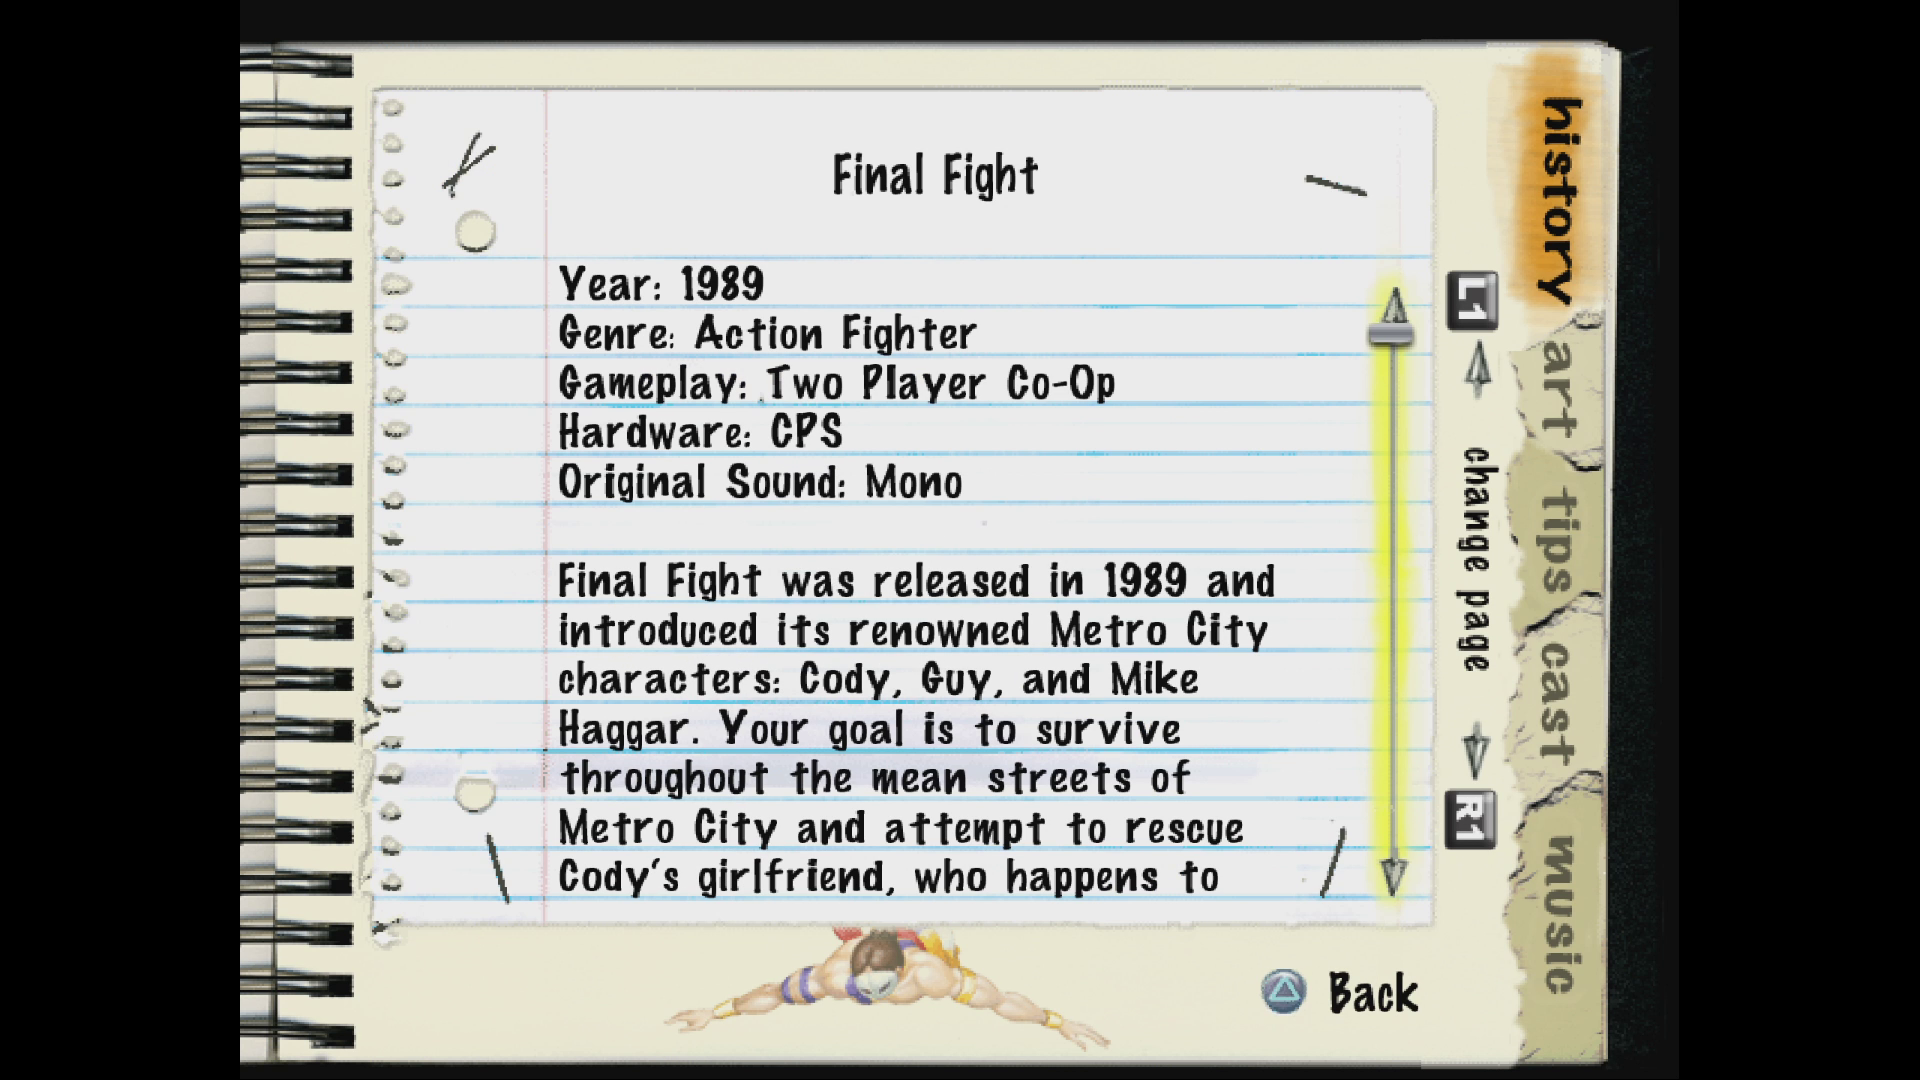 Final Fight
Year: 1989
Genre: Action Fighter
Gameplay: Two Player Co-Op
Hardware: CPS
Original Sound: Mono
Final Fight was released in 1989 and
introduced its renowned Metro City
characters: Cody, Guy, and Mike
Haggar. Your goal is to survive
throughout the mean streets of
Metro City and attempt to rescue
Cody's girlfriend, who happens to
Back
L1
change page
R1
history
art
tips
cast
music